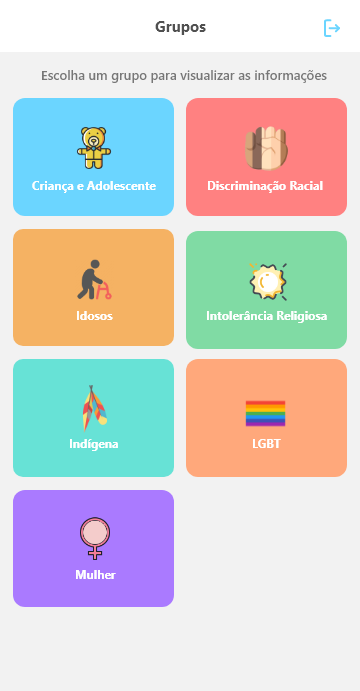 Grupos
Escolha um grupo para visualizar as informações
Criança e Adolescente
Discriminação Racial
Idosos
Intolerância Religiosa
Indígena
LGBT
Mulher